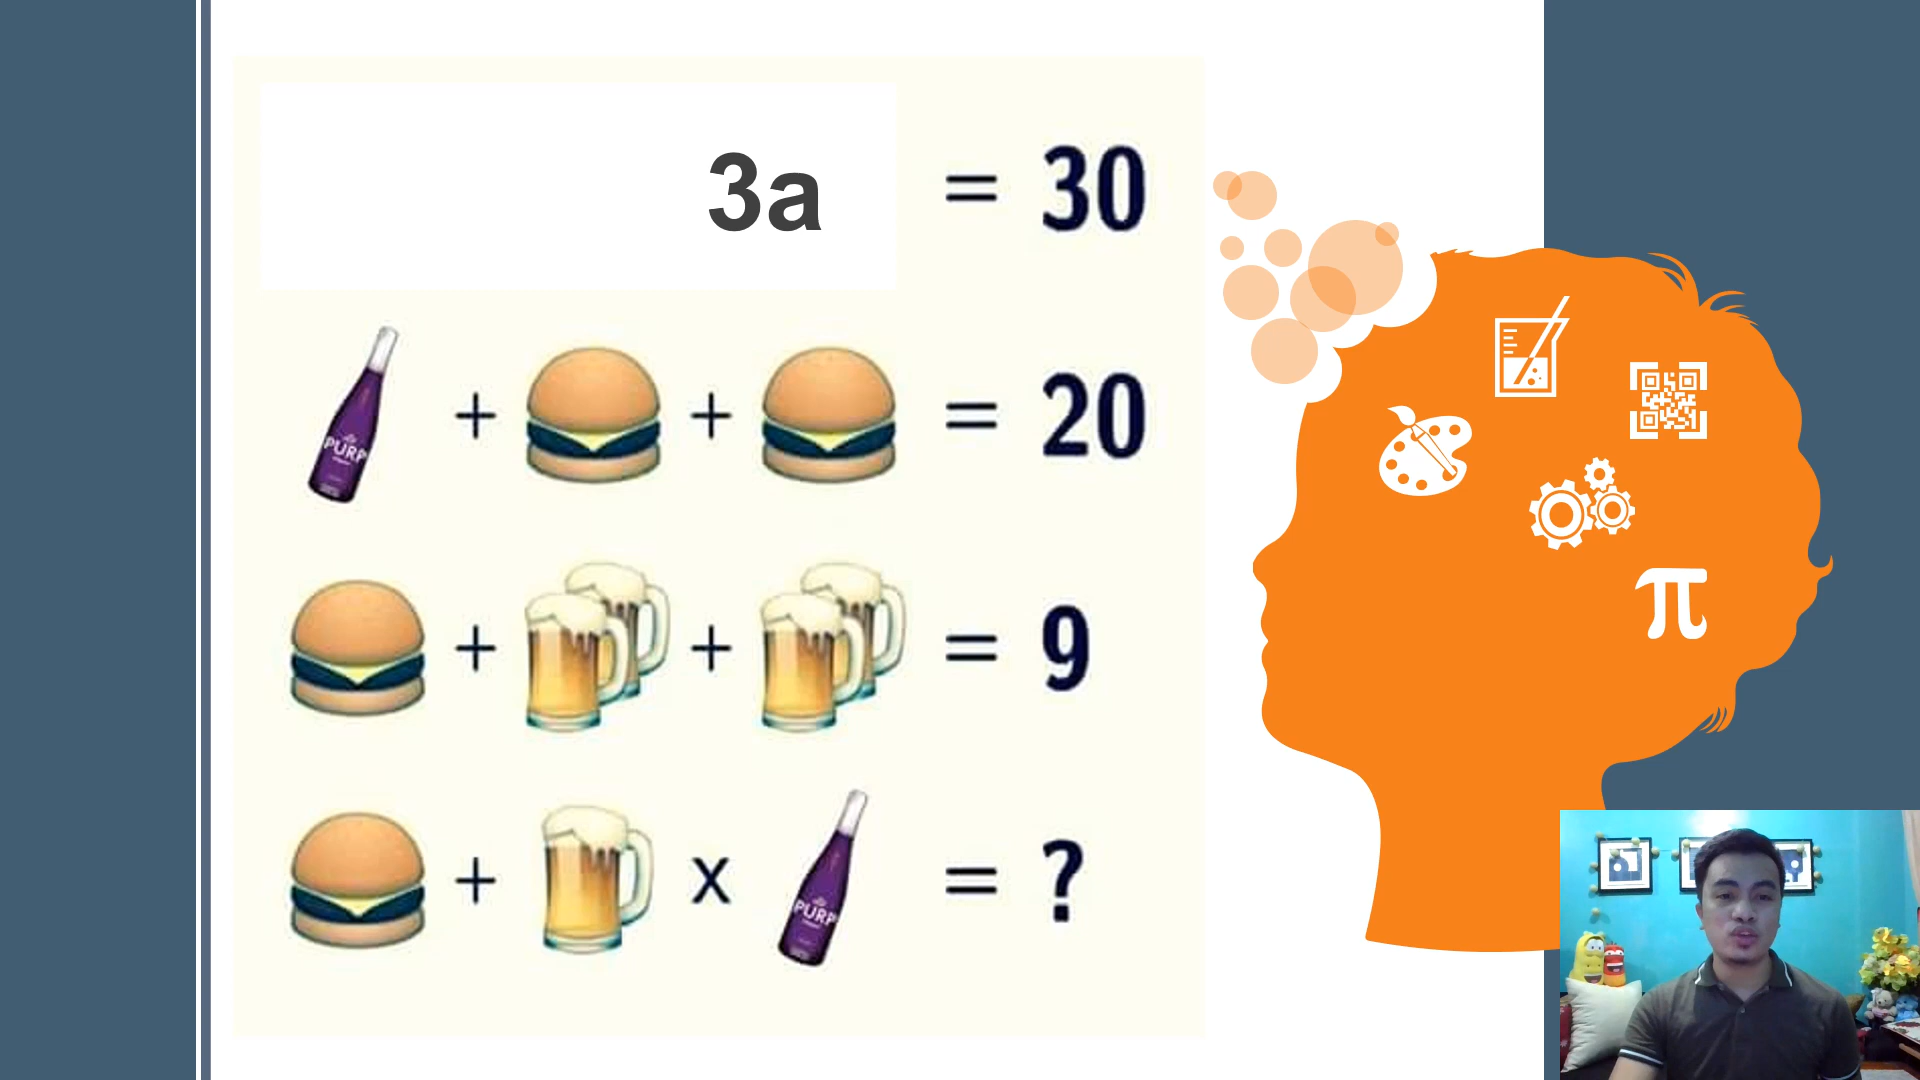 3a = 30
PURP + + = 20
+ + = 9
+ x PURP = ?
π